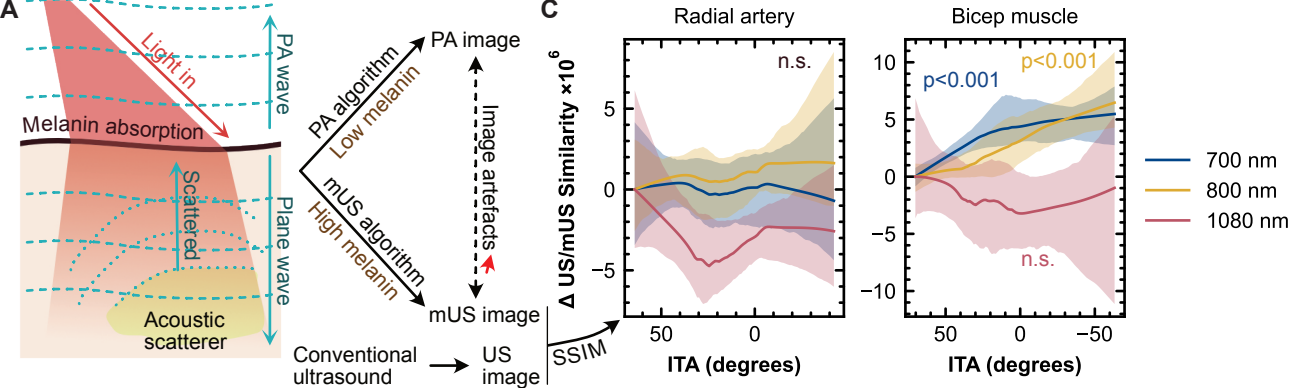 A
PA wave
Light in
Melanin absorption
Scattered
Plane wave
Acoustic
scatterer
PA algorithm
Low melanin
mUS algorithm
High melanin
PA image
Image artefacts
mUS image
Conventional
ultrasound
US
image
SSIM
C
Radial artery
Δ US/mUS Similarity ×10⁶
5
0
−5
n.s.
50
0
ITA (degrees)
Bicep muscle
10
5
0
−5
−10
p<0.001
p<0.001
n.s.
50
0
−50
ITA (degrees)
700 nm
800 nm
1080 nm